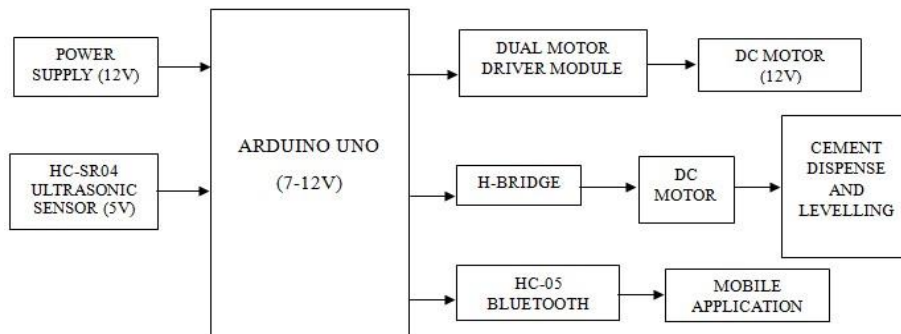 POWER
SUPPLY (12V)
HC-SR04
ULTRASONIC
SENSOR (5V)
ARDUINO UNO
(7-12V)
DUAL MOTOR
DRIVER MODULE
DC MOTOR
(12V)
H-BRIDGE
DC
MOTOR
CEMENT
DISPENSE
AND
LEVELLING
HC-05
BLUETOOTH
MOBILE
APPLICATION